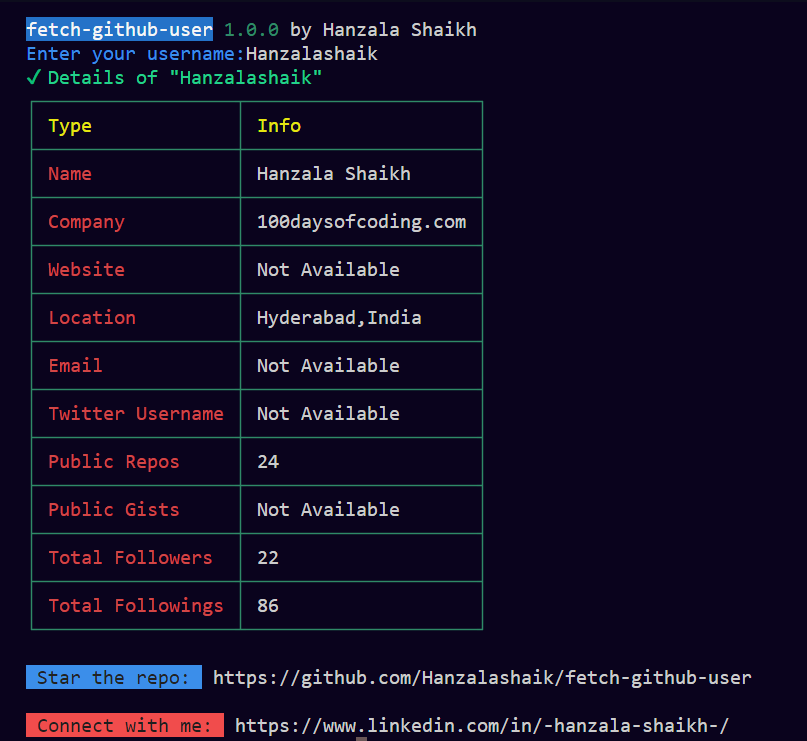 fetch-github-user 1.0.0 by Hanzala Shaikh
Enter your username:Hanzalashaik
✓ Details of "Hanzalashaik"
Type Info
Name Hanzala Shaikh
Company 100daysofcoding.com
Website Not Available
Location Hyderabad,India
Email Not Available
Twitter Username Not Available
Public Repos 24
Public Gists Not Available
Total Followers 22
Total Followings 86
Star the repo: https://github.com/Hanzalashaik/fetch-github-user
Connect with me: https://www.linkedin.com/in/-hanzala-shaikh-/